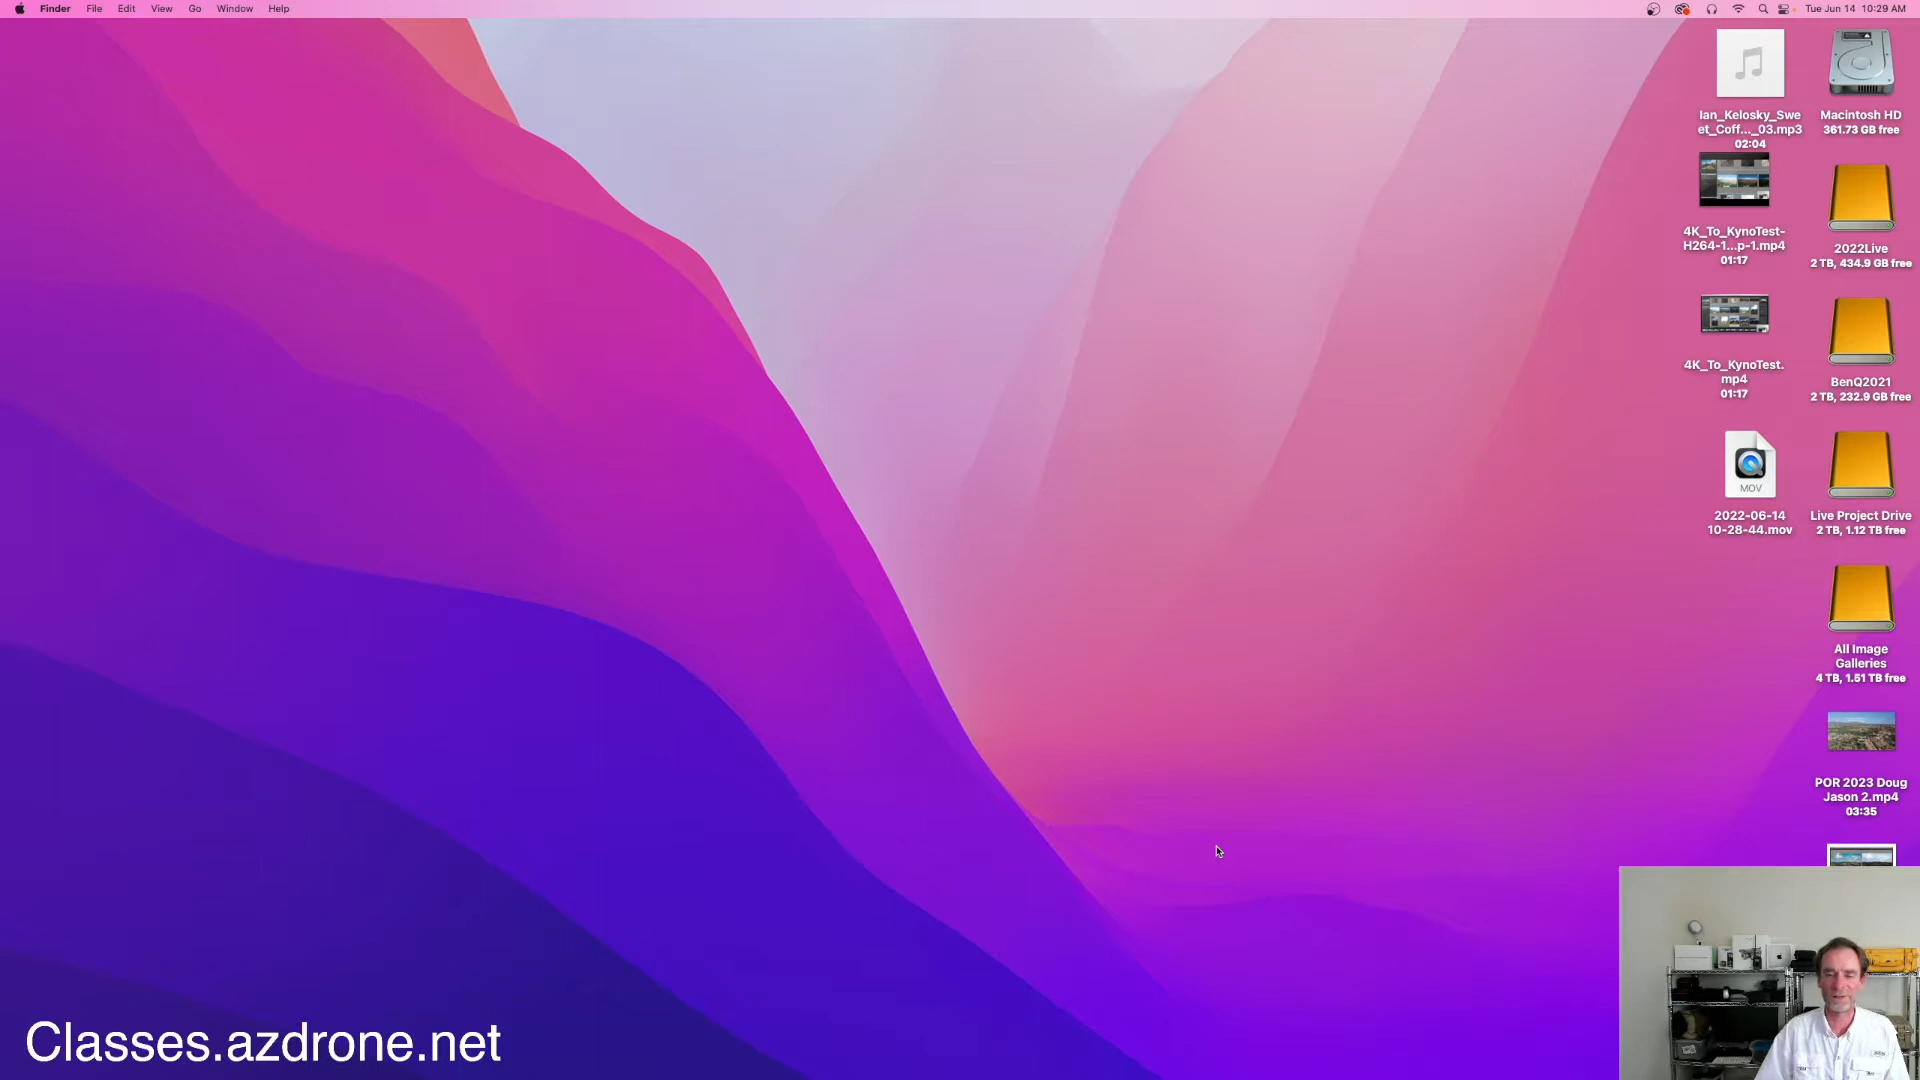 Finder File Edit View Go Window Help
Tue Jun 14 10:29 AM
Ian_Kelosky_Swe
et_Coff..._03.mp3
02:04
Macintosh HD
361.73 GB free
4K_To_KynoTest-
H264-1...p-1.mp4
01:17
2022Live
2 TB, 434.9 GB free
4K_To_KynoTest.
mp4
01:17
BenQ2021
2 TB, 232.9 GB free
MOV
2022-06-14
10-28-44.mov
Live Project Drive
2 TB, 1.12 TB free
All Image
Galleries
4 TB, 1.51 TB free
POR 2023 Doug
Jason 2.mp4
03:35
Classes.azdrone.net